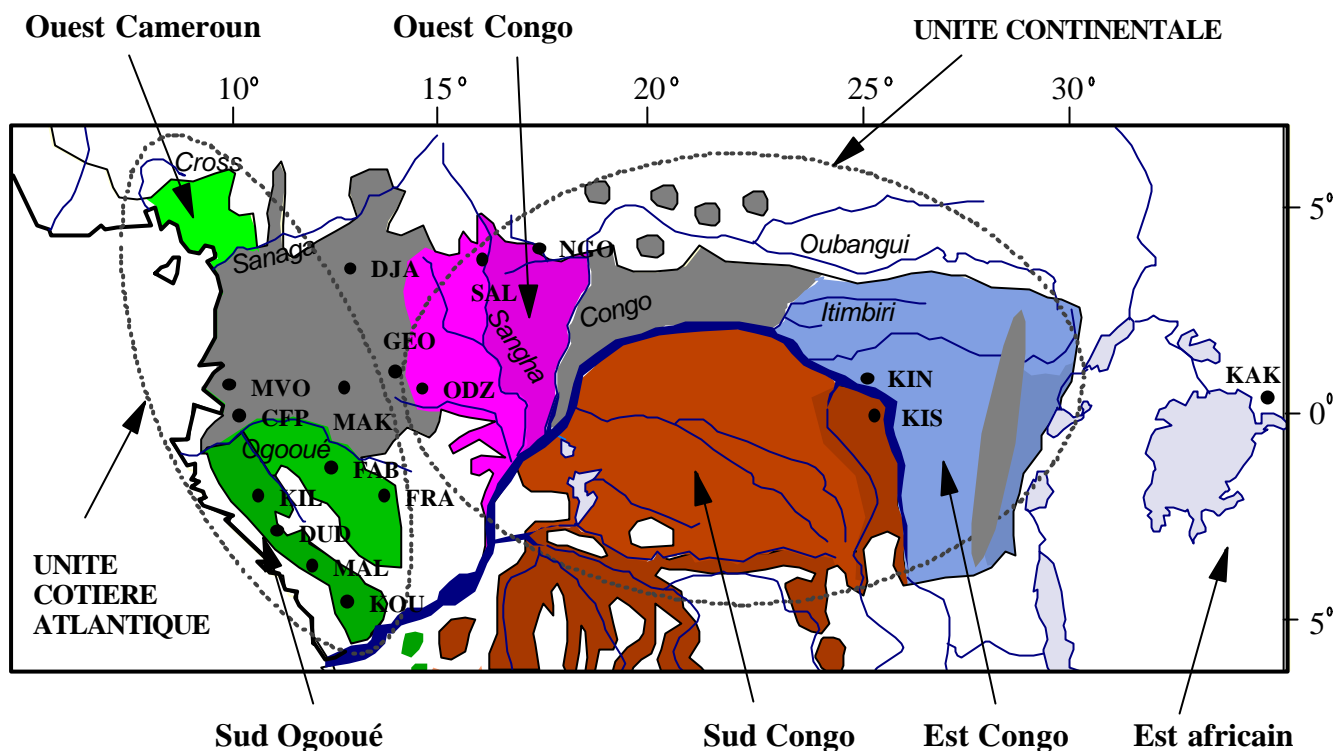 Ouest Cameroun
Ouest Congo
UNITE CONTINENTALE
10°
15°
20°
25°
30°
Cross
5°
Oubangui
Sanaga
NGO
DJA
SAL
Congo
Itimbiri
Sangha
GEO
KIN
KAK
MVO
ODZ
CFP
MAK
KIS
0°
Ogooué
FAB
KIL
FRA
DUD
UNITE
COTIERE
ATLANTIQUE
MAL
KOU
5°
Sud Ogooué
Sud Congo
Est Congo
Est africain